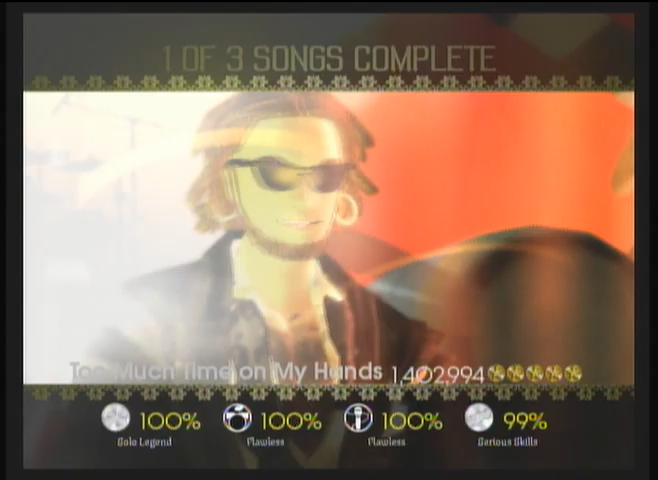 1 OF 3 SONGS COMPLETE
Too Much Time on My Hands 1,402,994
100% 100% 100% 99%
Solo Legend Flawless Flawless Serious Skills